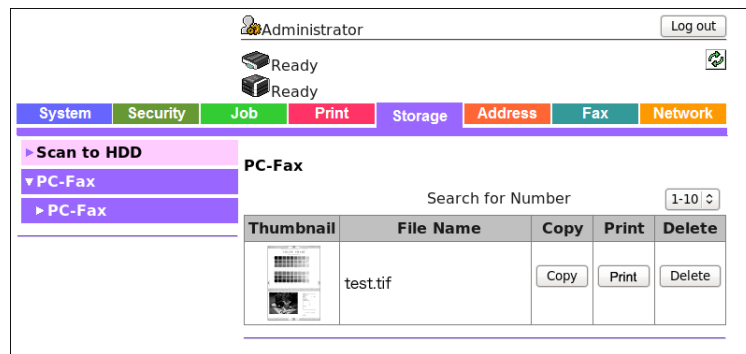 Administrator Log out
Ready
Ready
System Security Job Print Storage Address Fax Network
Scan to HDD
PC-Fax
PC-Fax
PC-Fax
Search for Number 1-10
Thumbnail File Name Copy Print Delete
test.tif Copy Print Delete